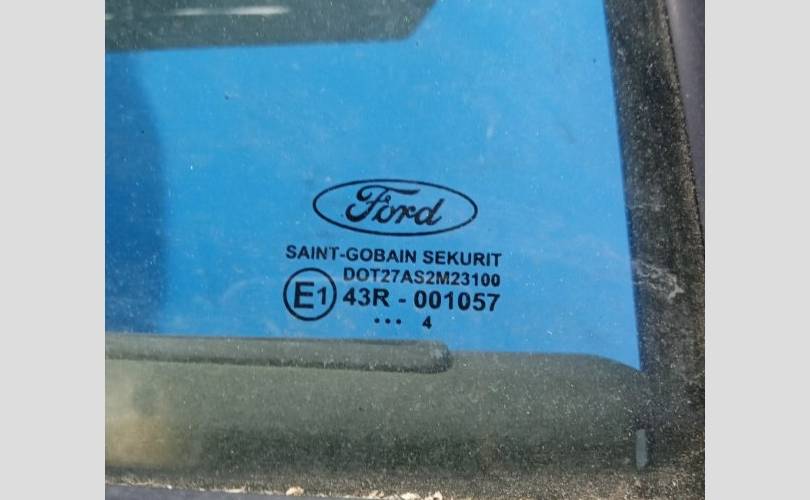 Ford
SAINT-GOBAIN SEKURIT
DOT27AS2M23100
E1 43R - 001057
... 4